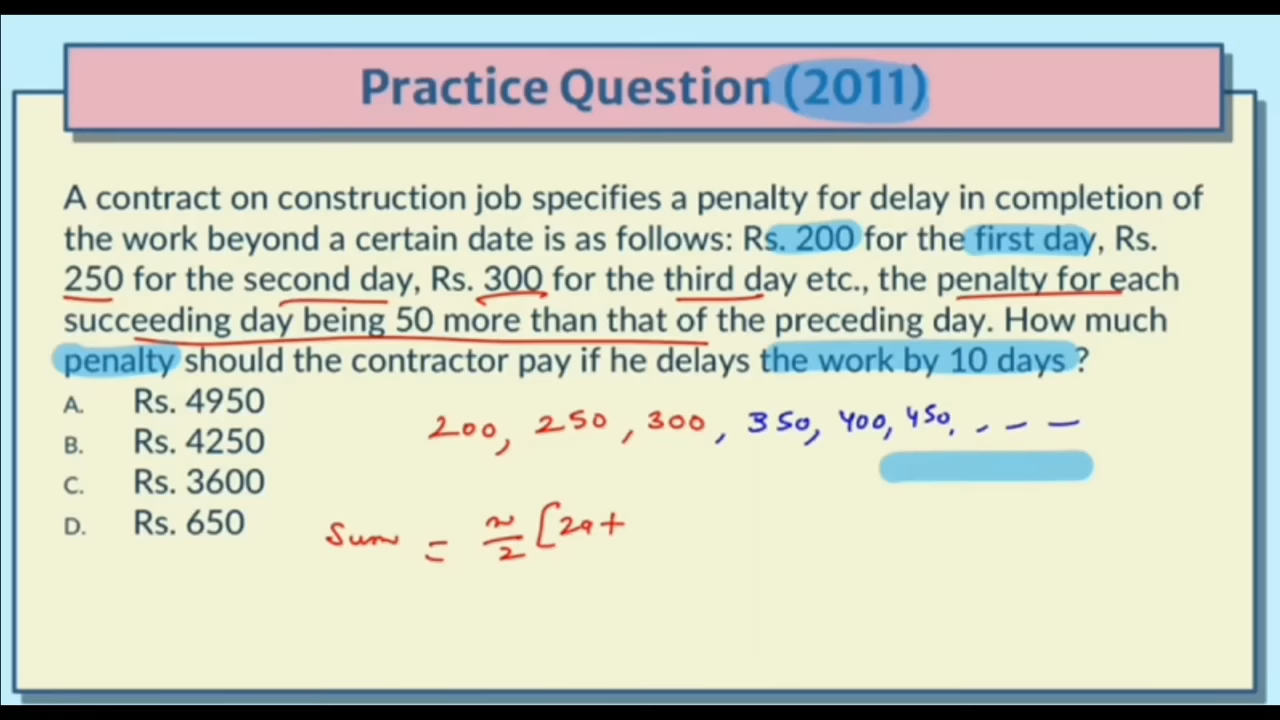 Practice Question (2011)
A contract on construction job specifies a penalty for delay in completion of
the work beyond a certain date is as follows: Rs. 200 for the first day, Rs.
250 for the second day, Rs. 300 for the third day etc., the penalty for each
succeeding day being 50 more than that of the preceding day. How much
penalty should the contractor pay if he delays the work by 10 days ?
A. Rs. 4950
B. Rs. 4250
C. Rs. 3600
D. Rs. 650
200, 250, 300, 350, 400, 450, - - -
Sum = n/2 [2a+